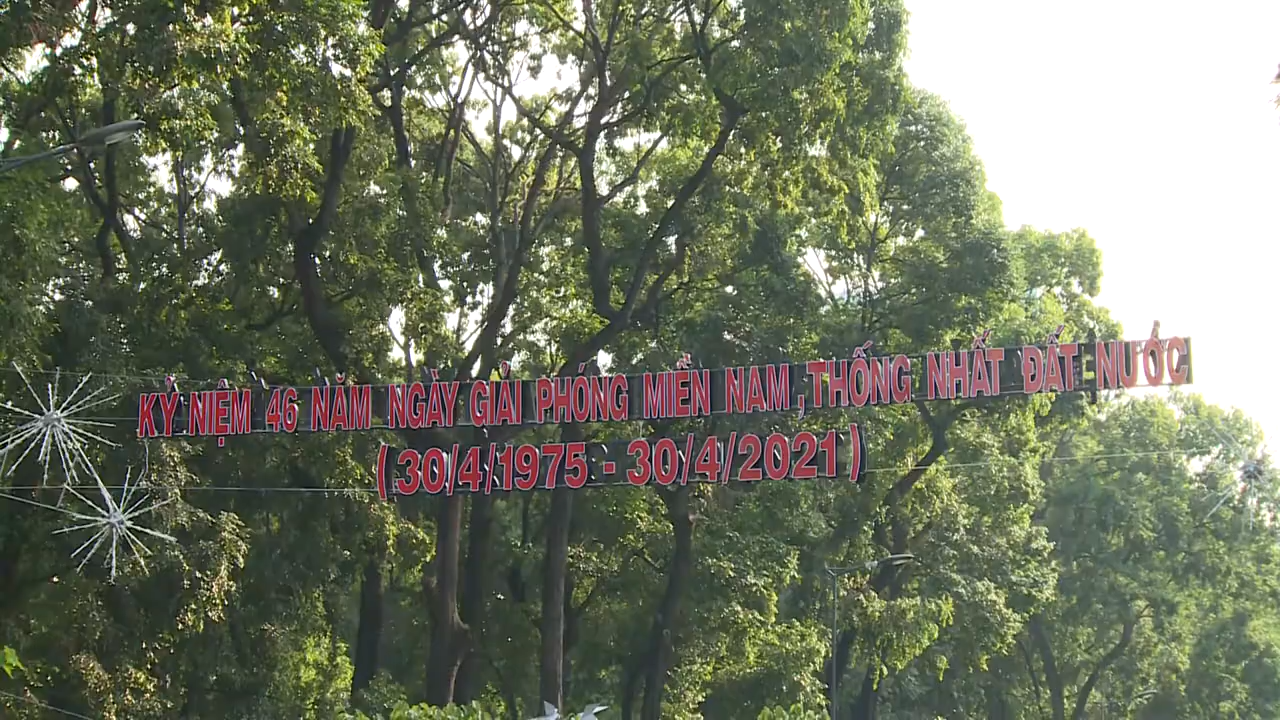 KỶ NIỆM 46 NĂM NGÀY GIẢI PHÓNG MIỀN NAM, THỐNG NHẤT ĐẤT NƯỚC
(30/4/1975 - 30/4/2021)